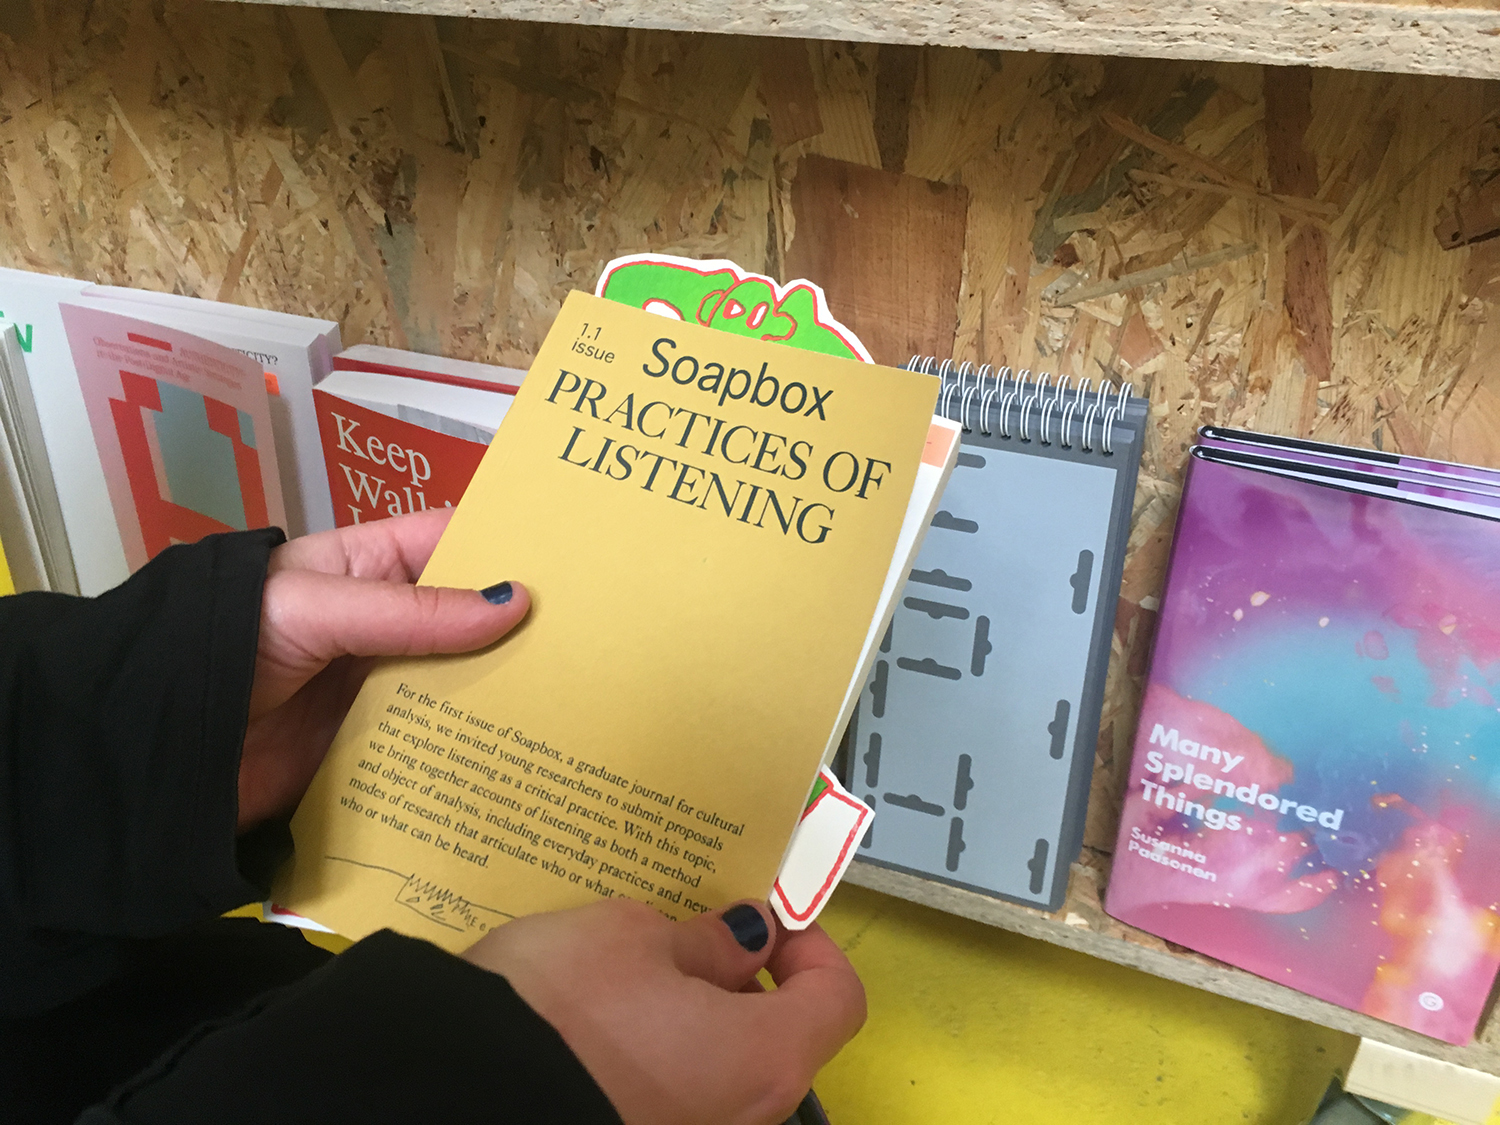 1.1
issue
Soapbox
PRACTICES OF
LISTENING
For the first issue of Soapbox, a graduate journal for cultural
analysis, we invited young researchers to submit proposals
that explore listening as a critical practice. With this topic,
we bring together accounts of listening as both a method
and object of analysis, including everyday practices and new
modes of research that articulate who or what can listen
who or what can be heard.
Keep
Many
Splendored
Things
Susanna
Paasonen
G